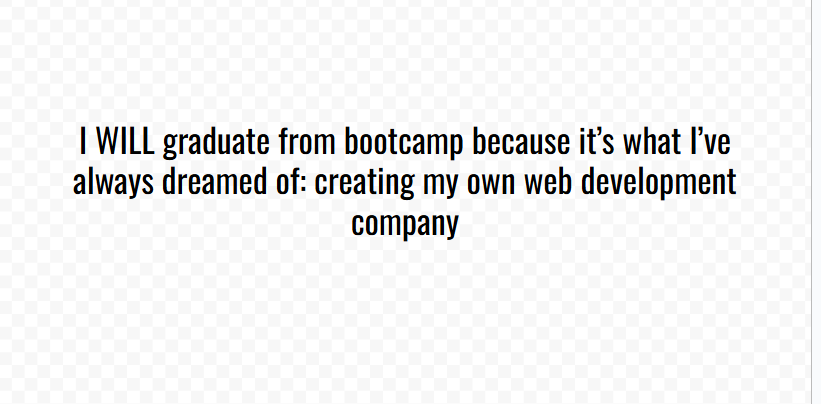 I WILL graduate from bootcamp because it’s what I’ve
always dreamed of: creating my own web development
company